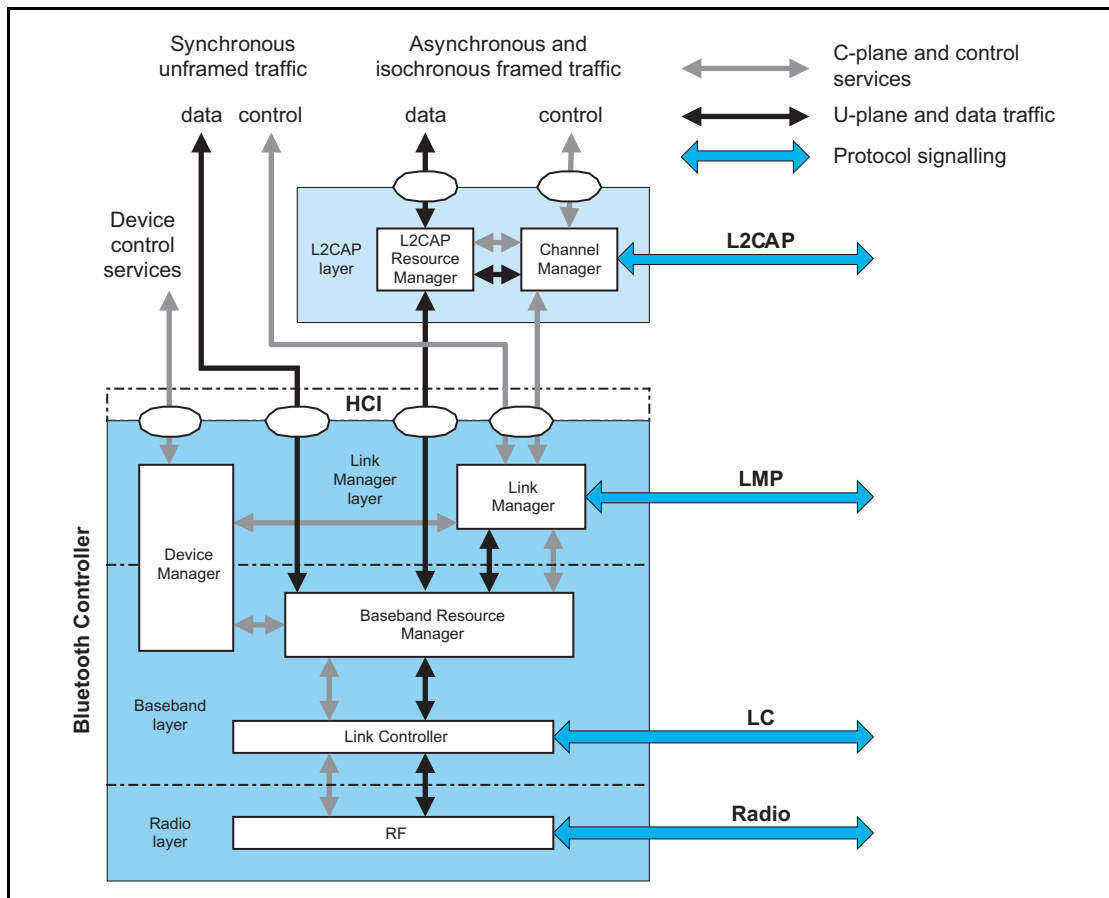 Synchronous
unframed traffic
Asynchronous and
isochronous framed traffic
C-plane and control
services
U-plane and data traffic
Protocol signalling
data
control
data
control
Device
control
services
L2CAP
layer
L2CAP
Resource
Manager
Channel
Manager
L2CAP
HCI
Link
Manager
layer
Link
Manager
LMP
Device
Manager
Bluetooth Controller
Baseband Resource
Manager
Baseband
layer
Link Controller
LC
Radio
layer
RF
Radio